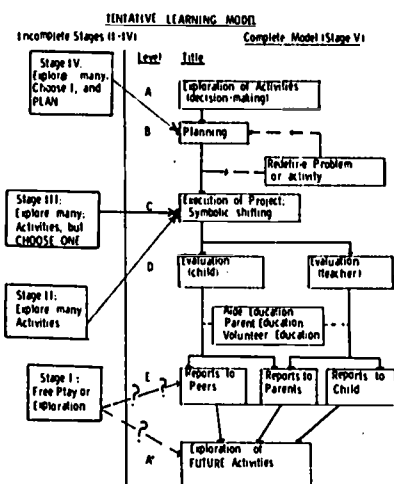 TENTATIVE LEARNING MODEL
Incomplete Stages (I-IV)
Complete Model (Stage V)
Level Title
Stage IV.
Explore many.
Choose 1, and
PLAN
A
Exploration of Activities
(decision-making)
B
Planning
Redefine Problem
or activity
Stage III:
Explore many;
Activities, but
CHOOSE ONE
C
Execution of Project;
Symbolic shifting
D
Evaluation
(child)
Evaluation
(teacher)
Stage II:
Explore many
Activities
Aide Education
Parent Education
Volunteer Education
Stage I:
Free Play or
Exploration
?
?
E
Reports to
Peers
Reports to
Parents
Reports to
Child
A'
Exploration of
FUTURE Activities